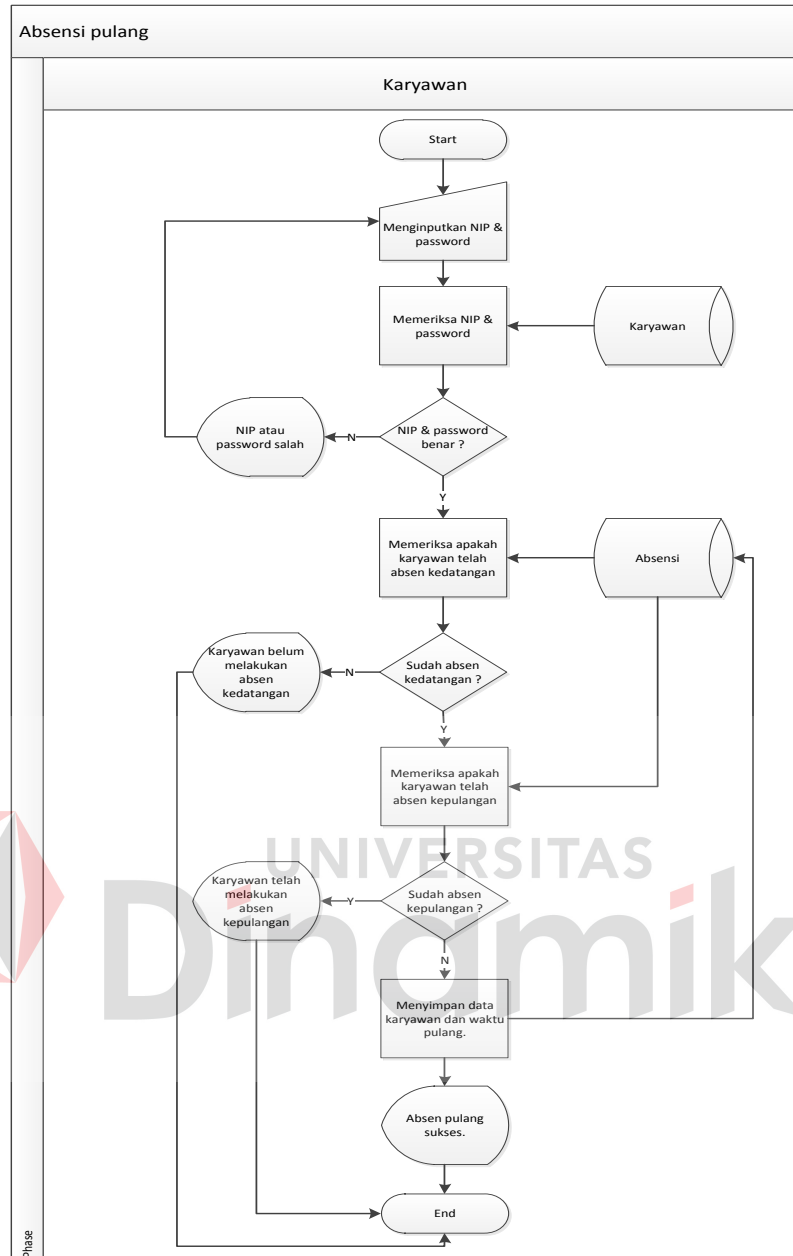 Absensi pulang
Karyawan
Start
Menginputkan NIP &
password
Memeriksa NIP &
password
Karyawan
NIP & password
benar ?
N
NIP atau
password salah
Y
Memeriksa apakah
karyawan telah
absen kedatangan
Absensi
Sudah absen
kedatangan ?
N
Karyawan belum
melakukan
absen
kedatangan
Y
Memeriksa apakah
karyawan telah
absen kepulangan
UNIVERSITAS
Dinamik
Sudah absen
kepulangan ?
Y
Karyawan telah
melakukan
absen
kepulangan
N
Menyimpan data
karyawan dan waktu
pulang.
Absen pulang
sukses.
End
Phase